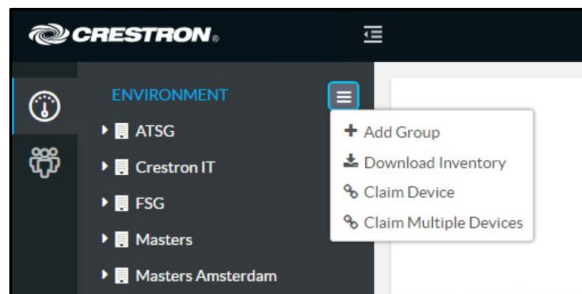 CRESTRON®
ENVIRONMENT
ATSG
Crestron IT
FSG
Masters
Masters Amsterdam
Add Group
Download Inventory
Claim Device
Claim Multiple Devices